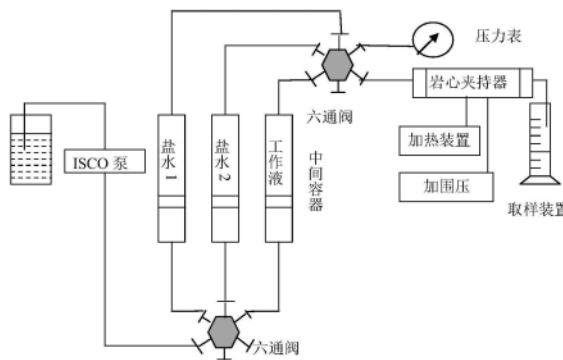 压力表
岩心夹持器
六通阀
加热装置
ISCO 泵
盐水 1
盐水 2
工作液
中间容器
加围压
取样装置
六通阀